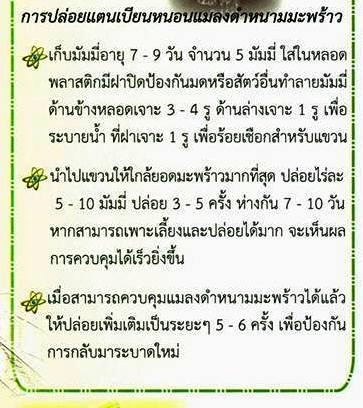 การปล่อยแตนเบียนหนอนแมลงดำหนามมะพร้าว
เก็บมัมมี่อายุ 7 - 9 วัน จำนวน 5 มัมมี่ ใส่ในหลอด
พลาสติกมีฝาปิดป้องกันมดหรือสัตว์อื่นทำลายมัมมี่
ด้านข้างหลอดเจาะ 3 - 4 รู ด้านล่างเจาะ 1 รู เพื่อ
ระบายน้ำ ที่ฝาเจาะ 1 รู เพื่อร้อยเชือกสำหรับแขวน
นำไปแขวนให้ใกล้ยอดมะพร้าวมากที่สุด ปล่อยไร่ละ
5 - 10 มัมมี่ ปล่อย 3 - 5 ครั้ง ห่างกัน 7 - 10 วัน
หากสามารถเพาะเลี้ยงและปล่อยได้มาก จะเห็นผล
การควบคุมได้เร็วยิ่งขึ้น
เมื่อสามารถควบคุมแมลงดำหนามมะพร้าวได้แล้ว
ให้ปล่อยเพิ่มเติมเป็นระยะๆ 5 - 6 ครั้ง เพื่อป้องกัน
การกลับมาระบาดใหม่